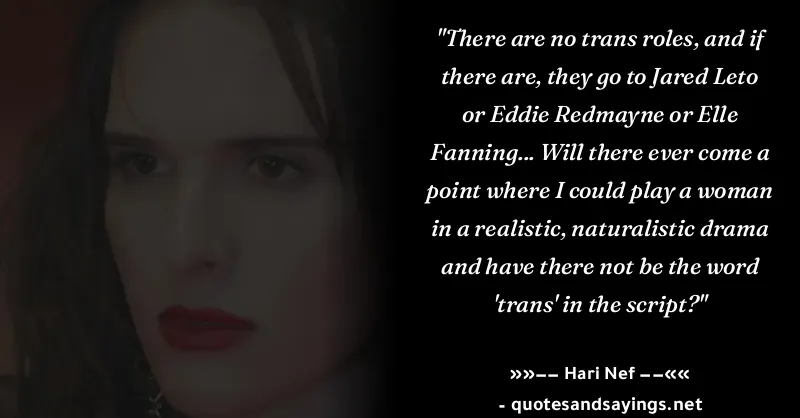 "There are no trans roles, and if
there are, they go to Jared Leto
or Eddie Redmayne or Elle
Fanning... Will there ever come a
point where I could play a woman
in a realistic, naturalistic drama
and have there not be the word
'trans' in the script?"
»»−− Hari Nef −−««
- quotesandsayings.net